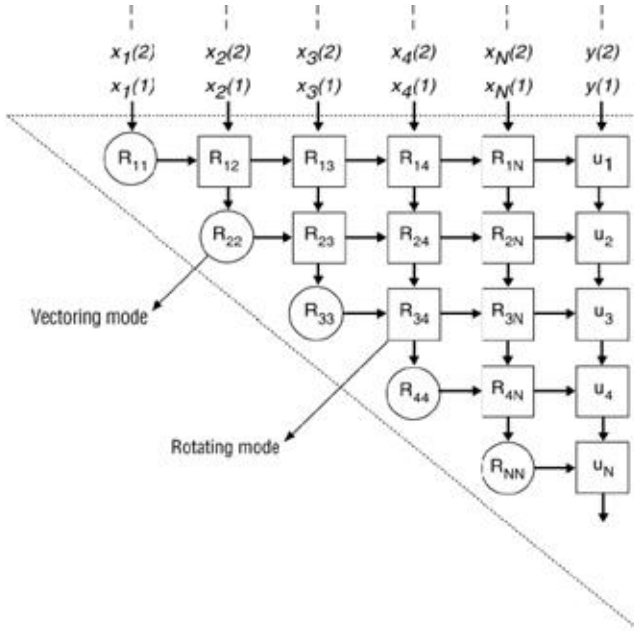 x1(2) x2(2) x3(2) x4(2) xN(2) y(2)
x1(1) x2(1) x3(1) x4(1) xN(1) y(1)
R11 R12 R13 R14 R1N u1
R22 R23 R24 R2N u2
Vectoring mode
R33 R34 R3N u3
R44 R4N u4
Rotating mode
RNN uN